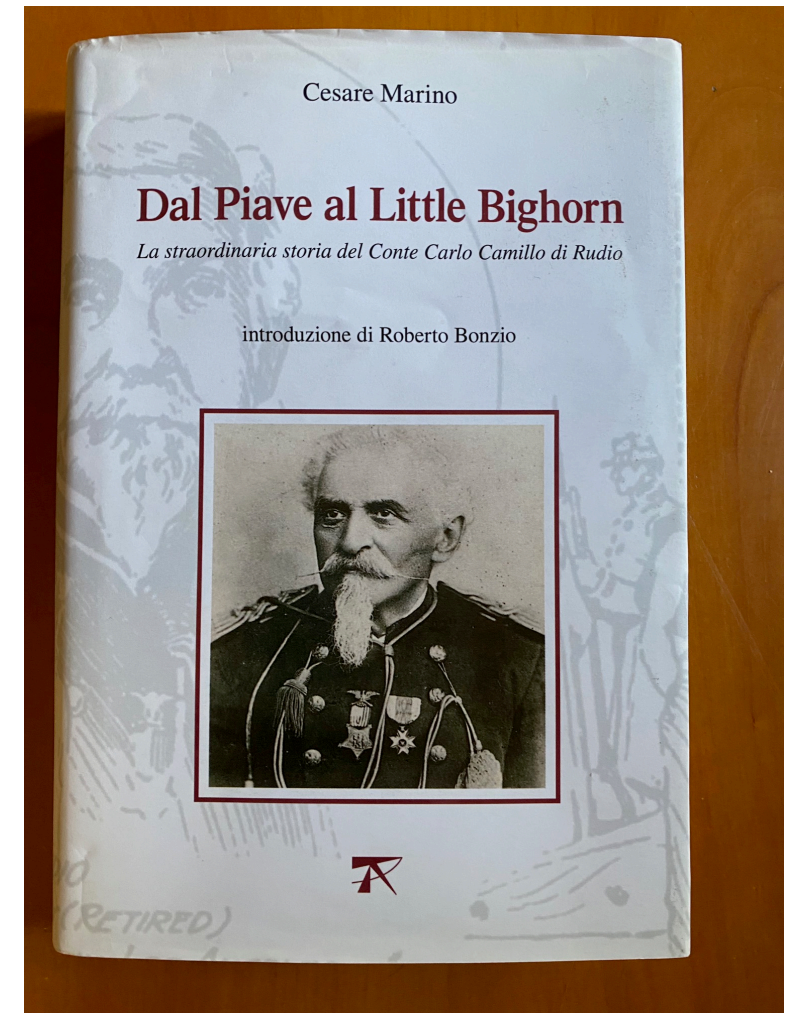 Cesare Marino
Dal Piave al Little Bighorn
La straordinaria storia del Conte Carlo Camillo di Rudio
introduzione di Roberto Bonzio
(RETIRED)